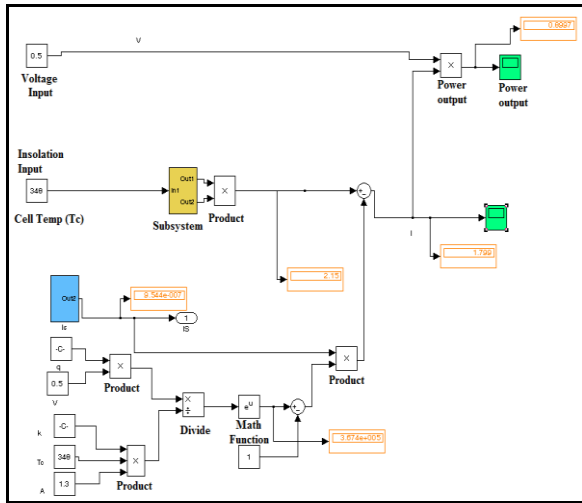 V
0.8997
0.5
X
Voltage
Input
Power
output
Power
output
Insolation
Input
348
In1
Out1
Out2
X
Cell Temp (Tc)
Subsystem
Product
I
1.799
2.15
Out2
9.544e-007
1
Is
IS
-C-
q
X
X
Product
0.5
V
Product
X
÷
e^u
Divide
Math
Function
3.674e+005
k
-C-
Tc
348
X
1
A
1.3
Product